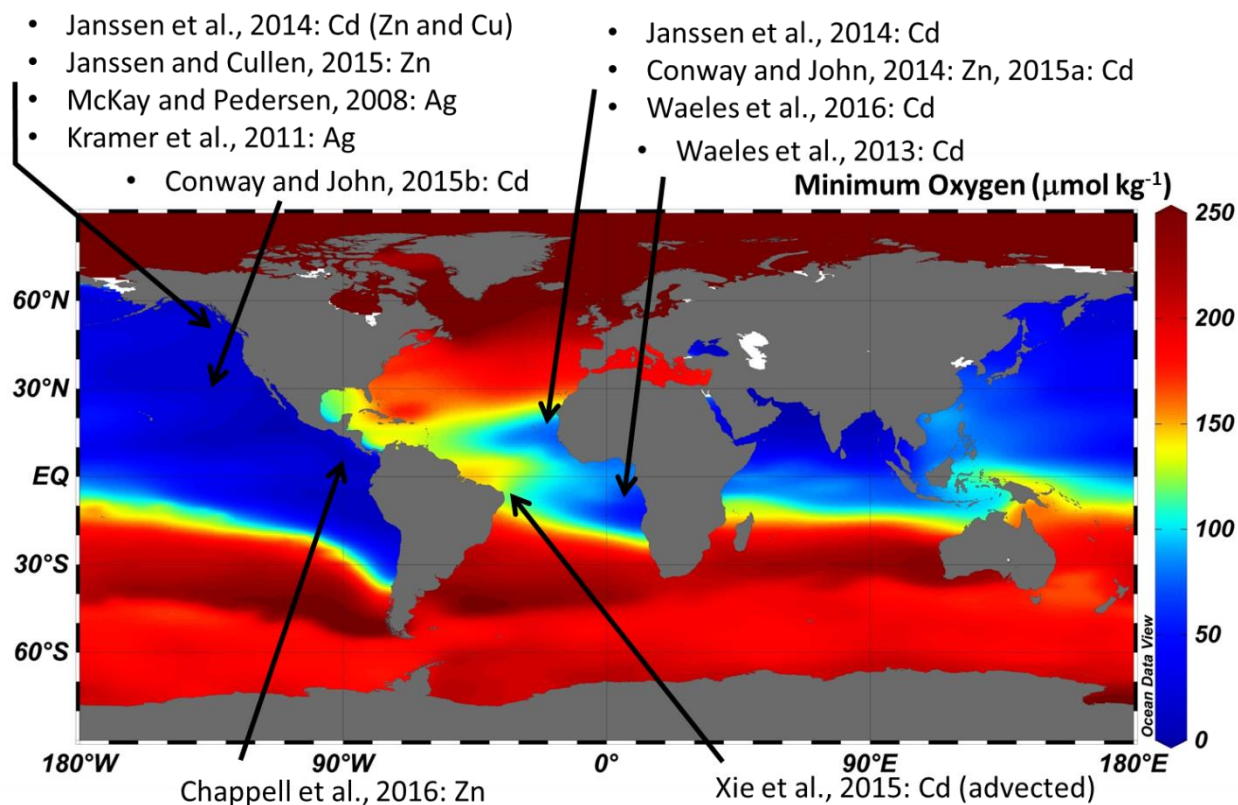 • Janssen et al., 2014: Cd (Zn and Cu)
• Janssen and Cullen, 2015: Zn
• McKay and Pedersen, 2008: Ag
• Kramer et al., 2011: Ag
• Conway and John, 2015b: Cd
• Janssen et al., 2014: Cd
• Conway and John, 2014: Zn, 2015a: Cd
• Waeles et al., 2016: Cd
• Waeles et al., 2013: Cd
Minimum Oxygen (μmol kg⁻¹)
250
200
150
100
50
0
60°N
30°N
EQ
30°S
60°S
Ocean Data View
180°W
90°W
0°
90°E
180°E
Chappell et al., 2016: Zn
Xie et al., 2015: Cd (advected)